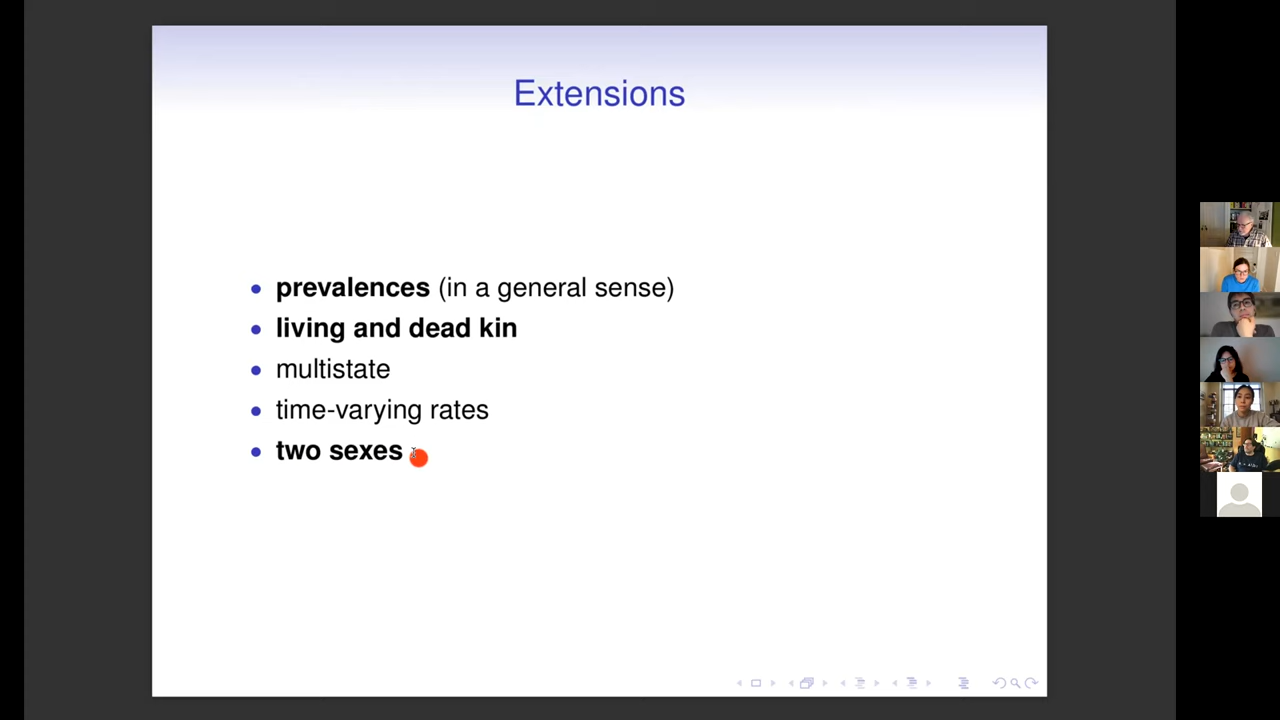 Extensions
prevalences (in a general sense)
living and dead kin
multistate
time-varying rates
two sexes